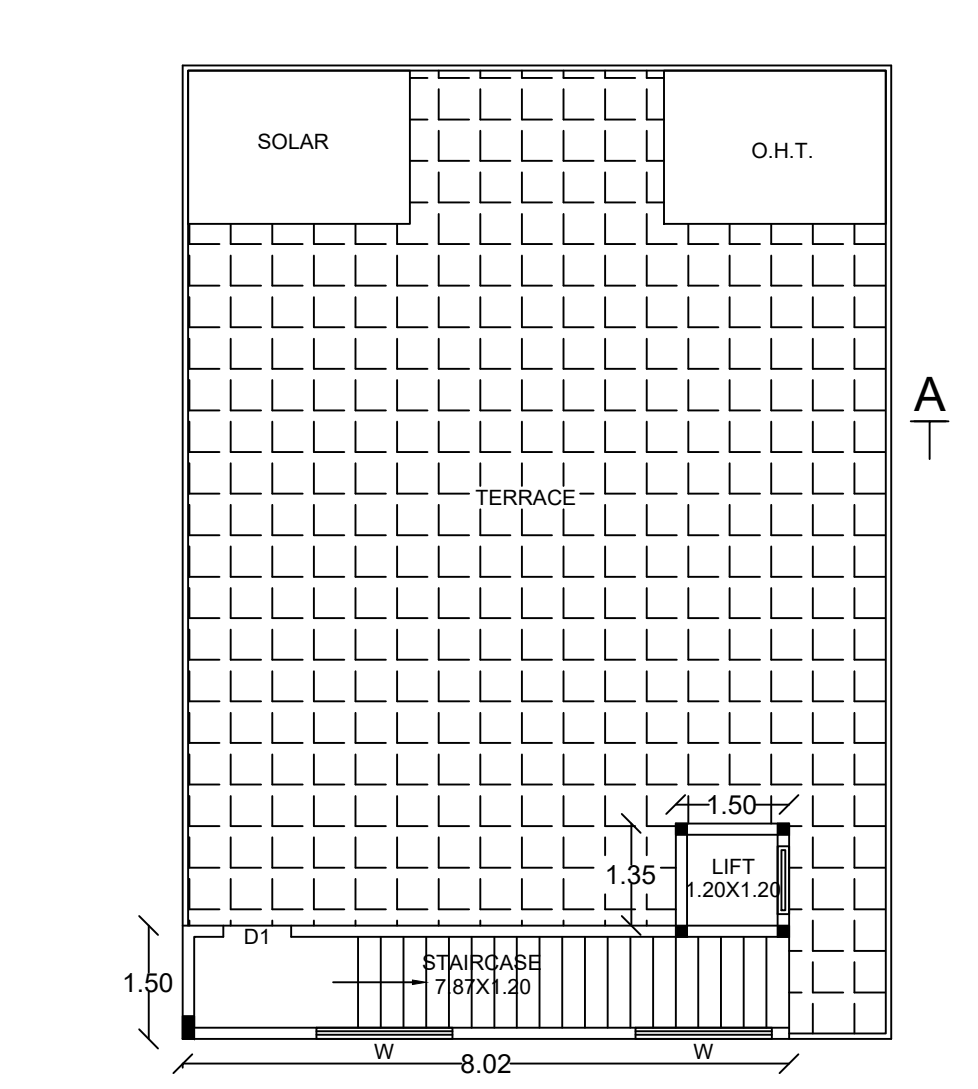 SOLAR
O.H.T.
A
TERRACE
1.50
1.35
LIFT
1.20X1.20
D1
STAIRCASE
7.87X1.20
1.50
W
W
8.02